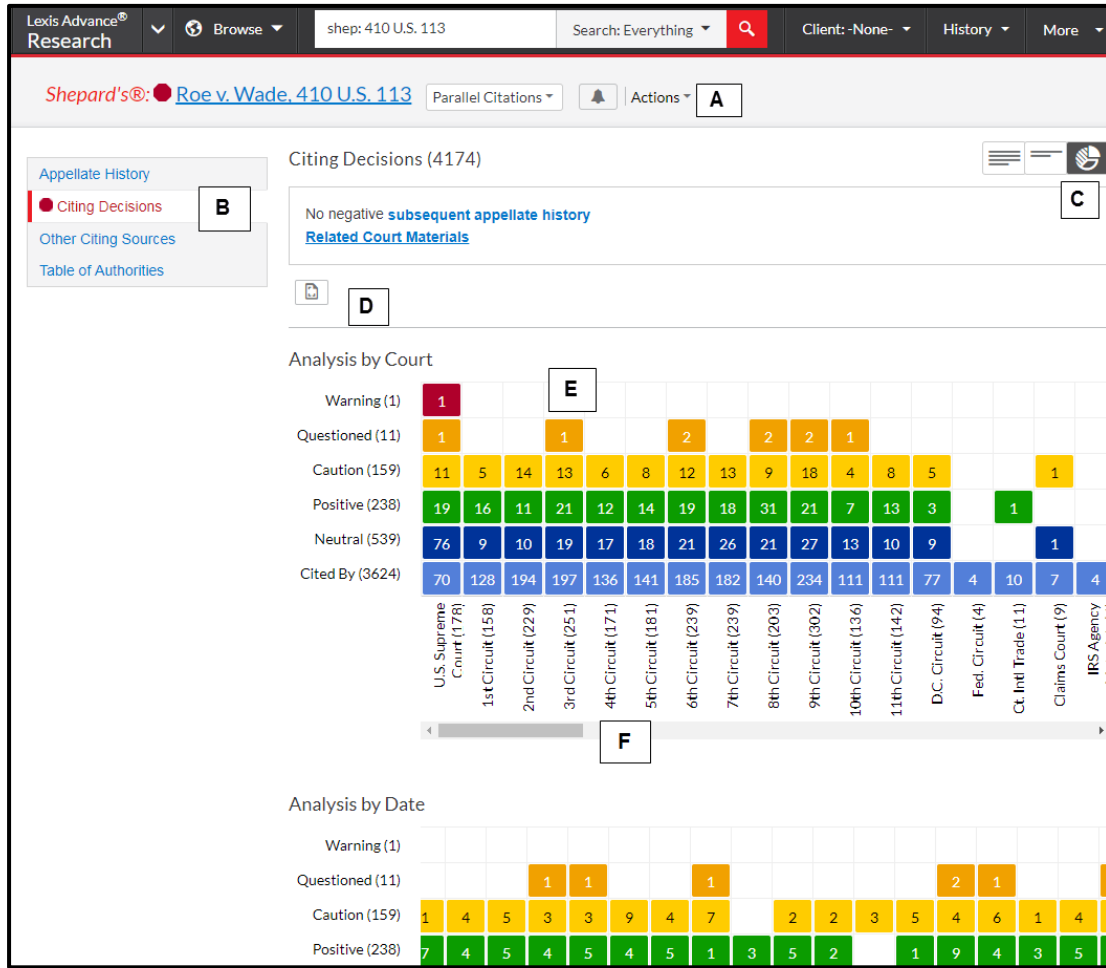 Lexis Advance®
Research
Browse
shep: 410 U.S. 113
Search: Everything
Client: -None-
History
More
Shepard's®: Roe v. Wade, 410 U.S. 113
Parallel Citations
Actions
A
Appellate History
Citing Decisions
B
Other Citing Sources
Table of Authorities
Citing Decisions (4174)
C
No negative subsequent appellate history
Related Court Materials
D
Analysis by Court
E
Warning (1) 1
Questioned (11) 1 1 2 2 2 1
Caution (159) 11 5 14 13 6 8 12 13 9 18 4 8 5 1
Positive (238) 19 16 11 21 12 14 19 18 31 21 7 13 3 1
Neutral (539) 76 9 10 19 17 18 21 26 21 27 13 10 9 1
Cited By (3624) 70 128 194 197 136 141 185 182 140 234 111 111 77 4 10 7 4
U.S. Supreme
Court (178)
1st Circuit (158)
2nd Circuit (229)
3rd Circuit (251)
4th Circuit (171)
5th Circuit (181)
6th Circuit (239)
7th Circuit (239)
8th Circuit (203)
9th Circuit (302)
10th Circuit (136)
11th Circuit (142)
D.C. Circuit (94)
Fed. Circuit (4)
Ct. Intl Trade (11)
Claims Court (9)
IRS Agency
F
Analysis by Date
Warning (1)
Questioned (11) 1 1 1 2 1
Caution (159) 1 4 5 3 3 9 4 7 2 2 3 5 4 6 1 4
Positive (238) 7 4 5 4 5 4 5 1 3 5 2 1 9 4 3 5